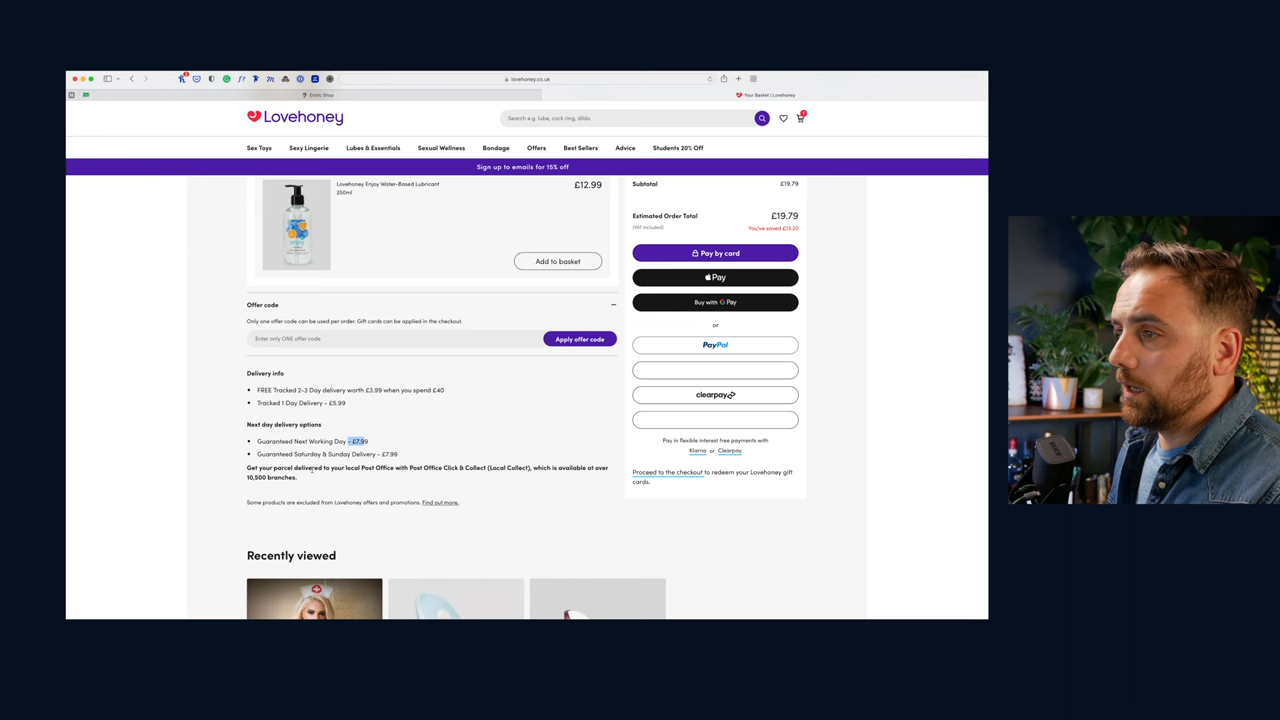 2
lovehoney.co.uk
Erotic Shop
Your Basket | Lovehoney
Lovehoney
Search e.g. lube, cock ring, dildo
1
Sex Toys Sexy Lingerie Lubes & Essentials Sexual Wellness Bondage Offers Best Sellers Advice Students 20% Off
Sign up to emails for 15% off
Lovehoney Enjoy Water-Based Lubricant
250ml
£12.99
enjoy
Add to basket
Offer code
Only one offer code can be used per order. Gift cards can be applied in the checkout.
Enter only ONE offer code
Apply offer code
Delivery info
FREE Tracked 2-3 Day delivery worth £3.99 when you spend £40
Tracked 1 Day Delivery - £5.99
Next day delivery options
Guaranteed Next Working Day - £7.99
Guaranteed Saturday & Sunday Delivery - £7.99
Get your parcel delivered to your local Post Office with Post Office Click & Collect (Local Collect), which is available at over
10,500 branches.
Some products are excluded from Lovehoney offers and promotions. Find out more.
Recently viewed
Subtotal £19.79
Estimated Order Total £19.79
(VAT included) You've saved £13.20
Pay by card
Pay
Buy with G Pay
or
PayPal
clearpay
Pay in flexible interest free payments with
Klarna or Clearpay
Proceed to the checkout to redeem your Lovehoney gift
cards.